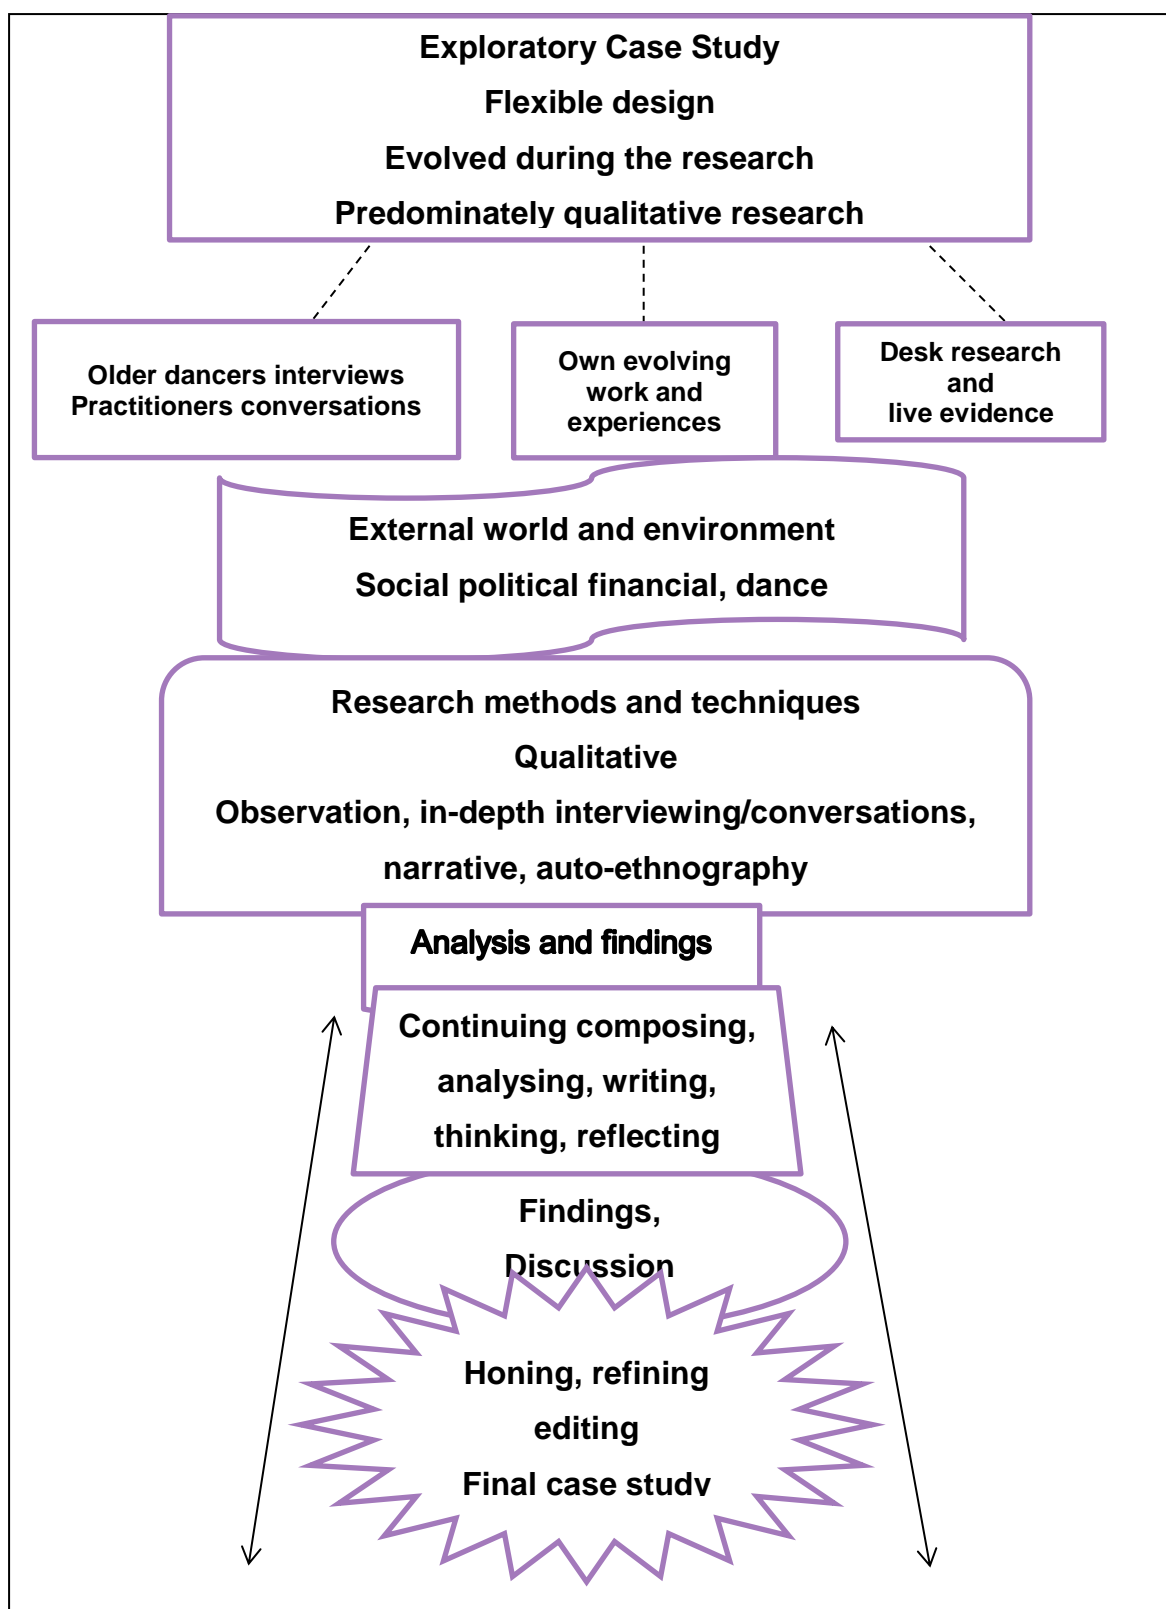 Exploratory Case Study
Flexible design
Evolved during the research
Predominately qualitative research
Older dancers interviews
Practitioners conversations
Own evolving
work and
experiences
Desk research
and
live evidence
External world and environment
Social political financial, dance
Research methods and techniques
Qualitative
Observation, in-depth interviewing/conversations,
narrative, auto-ethnography
Analysis and findings
Continuing composing,
analysing, writing,
thinking, reflecting
Findings,
Discussion
Honing, refining
editing
Final case study